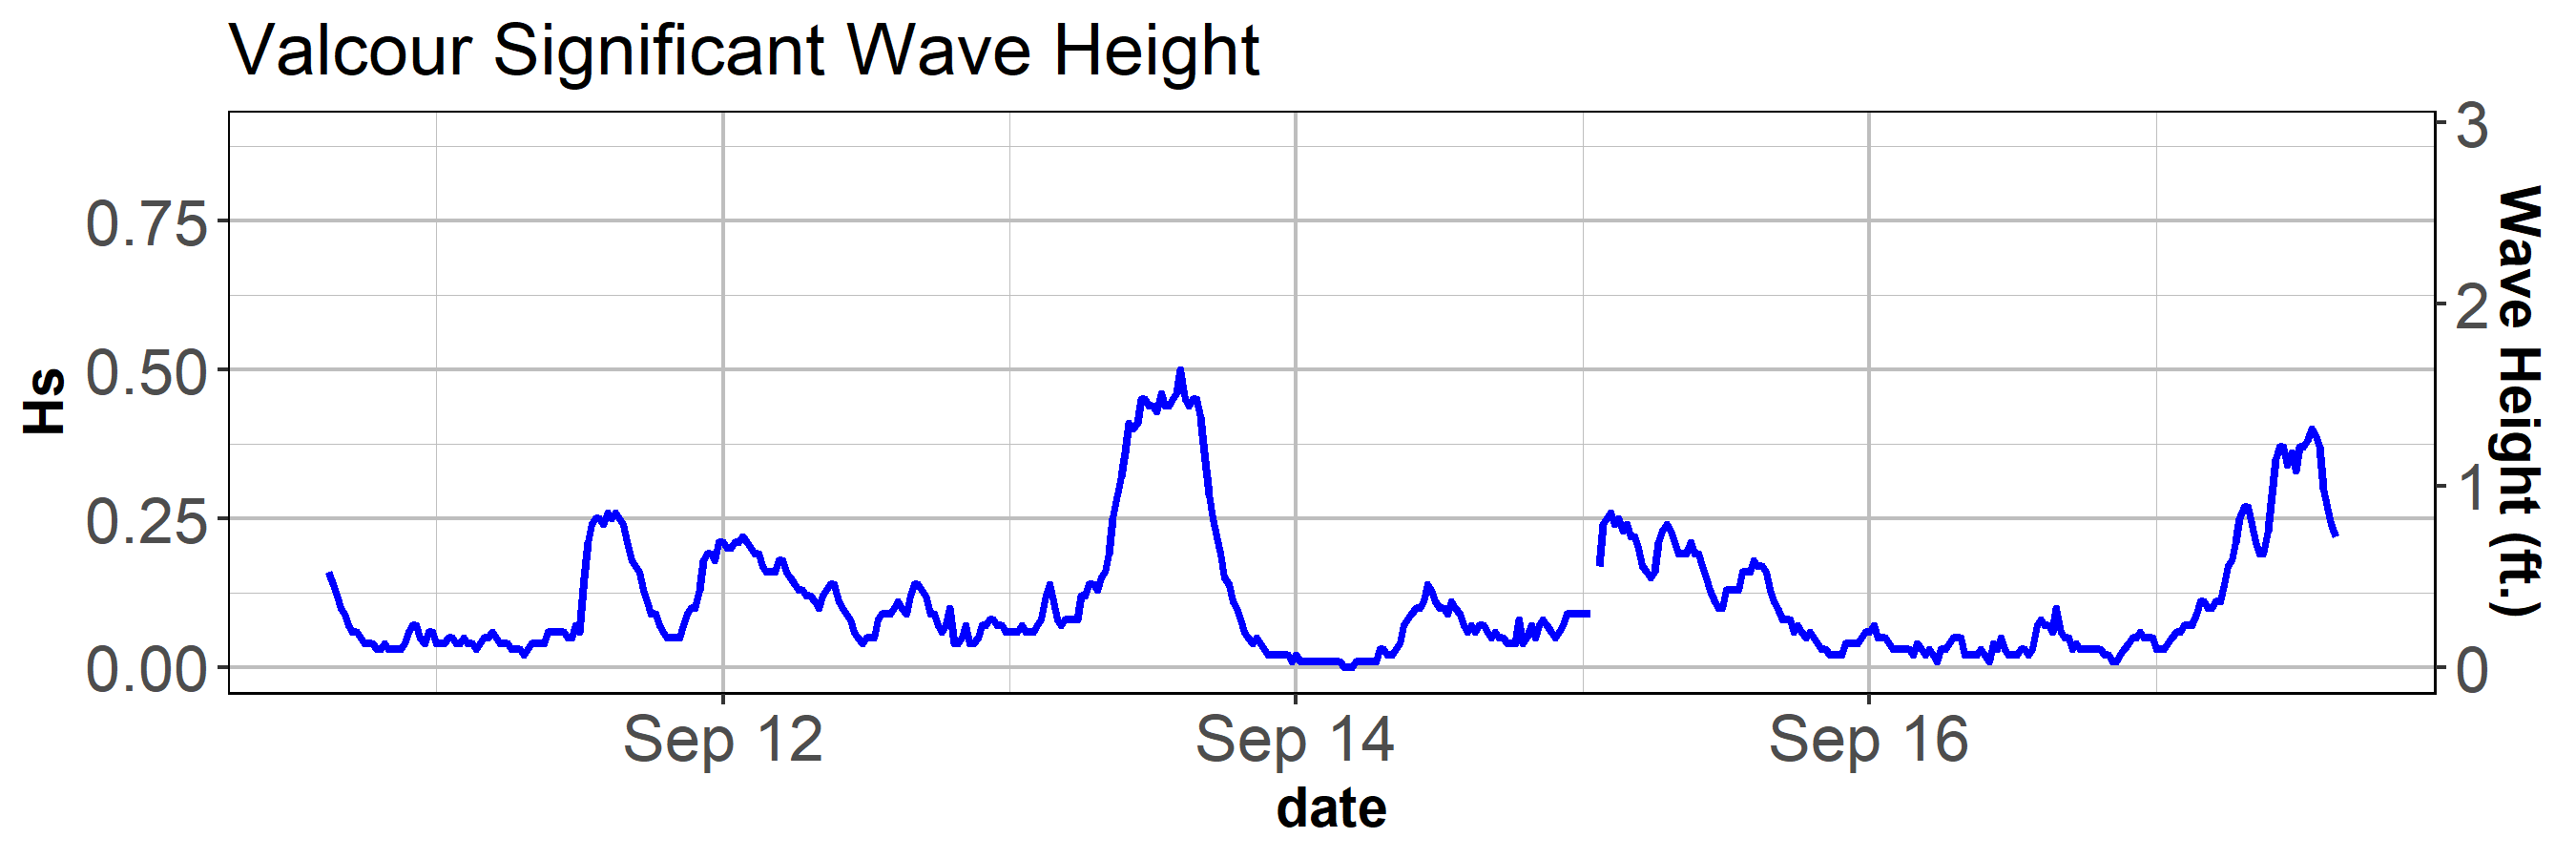 Valcour Significant Wave Height
Hs
0.75
0.50
0.25
0.00
3
2
1
0
Wave Height (ft.)
Sep 12
Sep 14
Sep 16
date